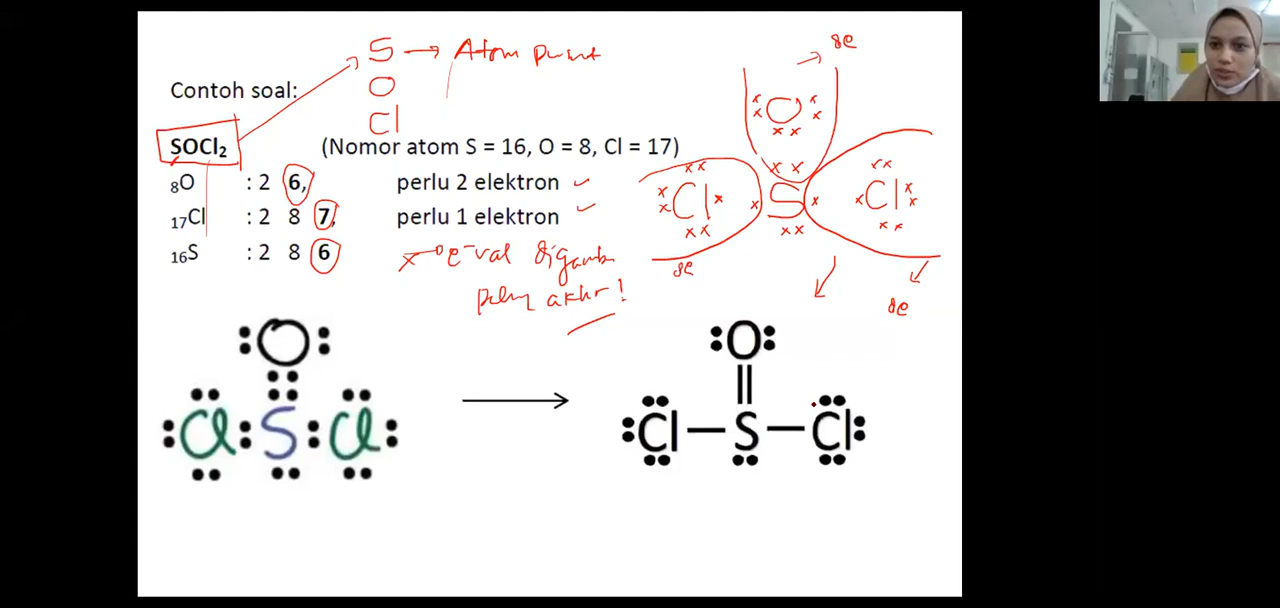 S → Atom pusat
O
Cl
Contoh soal:
SOCl₂ (Nomor atom S = 16, O = 8, Cl = 17)
₈O : 2 6, perlu 2 elektron
₁₇Cl : 2 8 7, perlu 1 elektron
₁₆S : 2 8 6
e⁻ val digambar
paling akhir!
8e
O
Cl S Cl
8e
8e
O
Cl S Cl
O
Cl S Cl